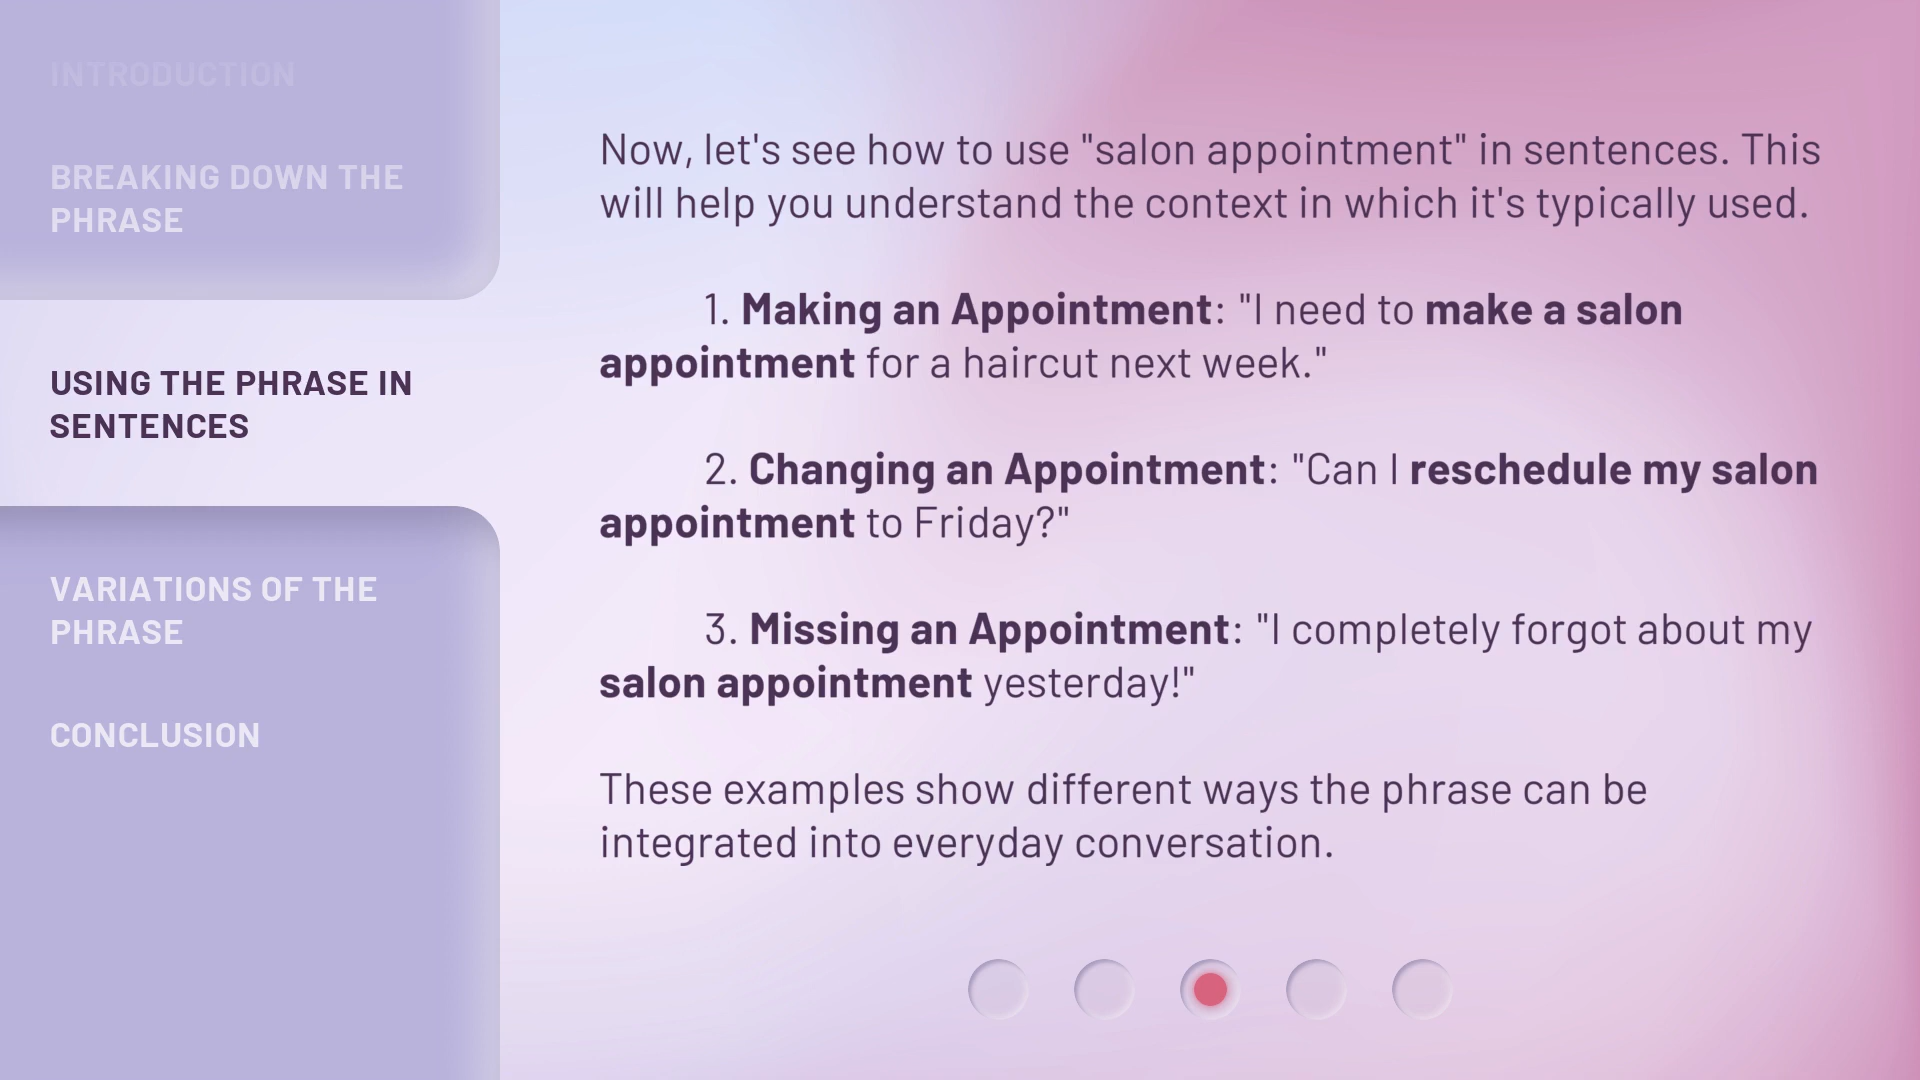 INTRODUCTION
BREAKING DOWN THE
PHRASE
USING THE PHRASE IN
SENTENCES
VARIATIONS OF THE
PHRASE
CONCLUSION
Now, let's see how to use "salon appointment" in sentences. This
will help you understand the context in which it's typically used.
1. Making an Appointment: "I need to make a salon
appointment for a haircut next week."
2. Changing an Appointment: "Can I reschedule my salon
appointment to Friday?"
3. Missing an Appointment: "I completely forgot about my
salon appointment yesterday!"
These examples show different ways the phrase can be
integrated into everyday conversation.